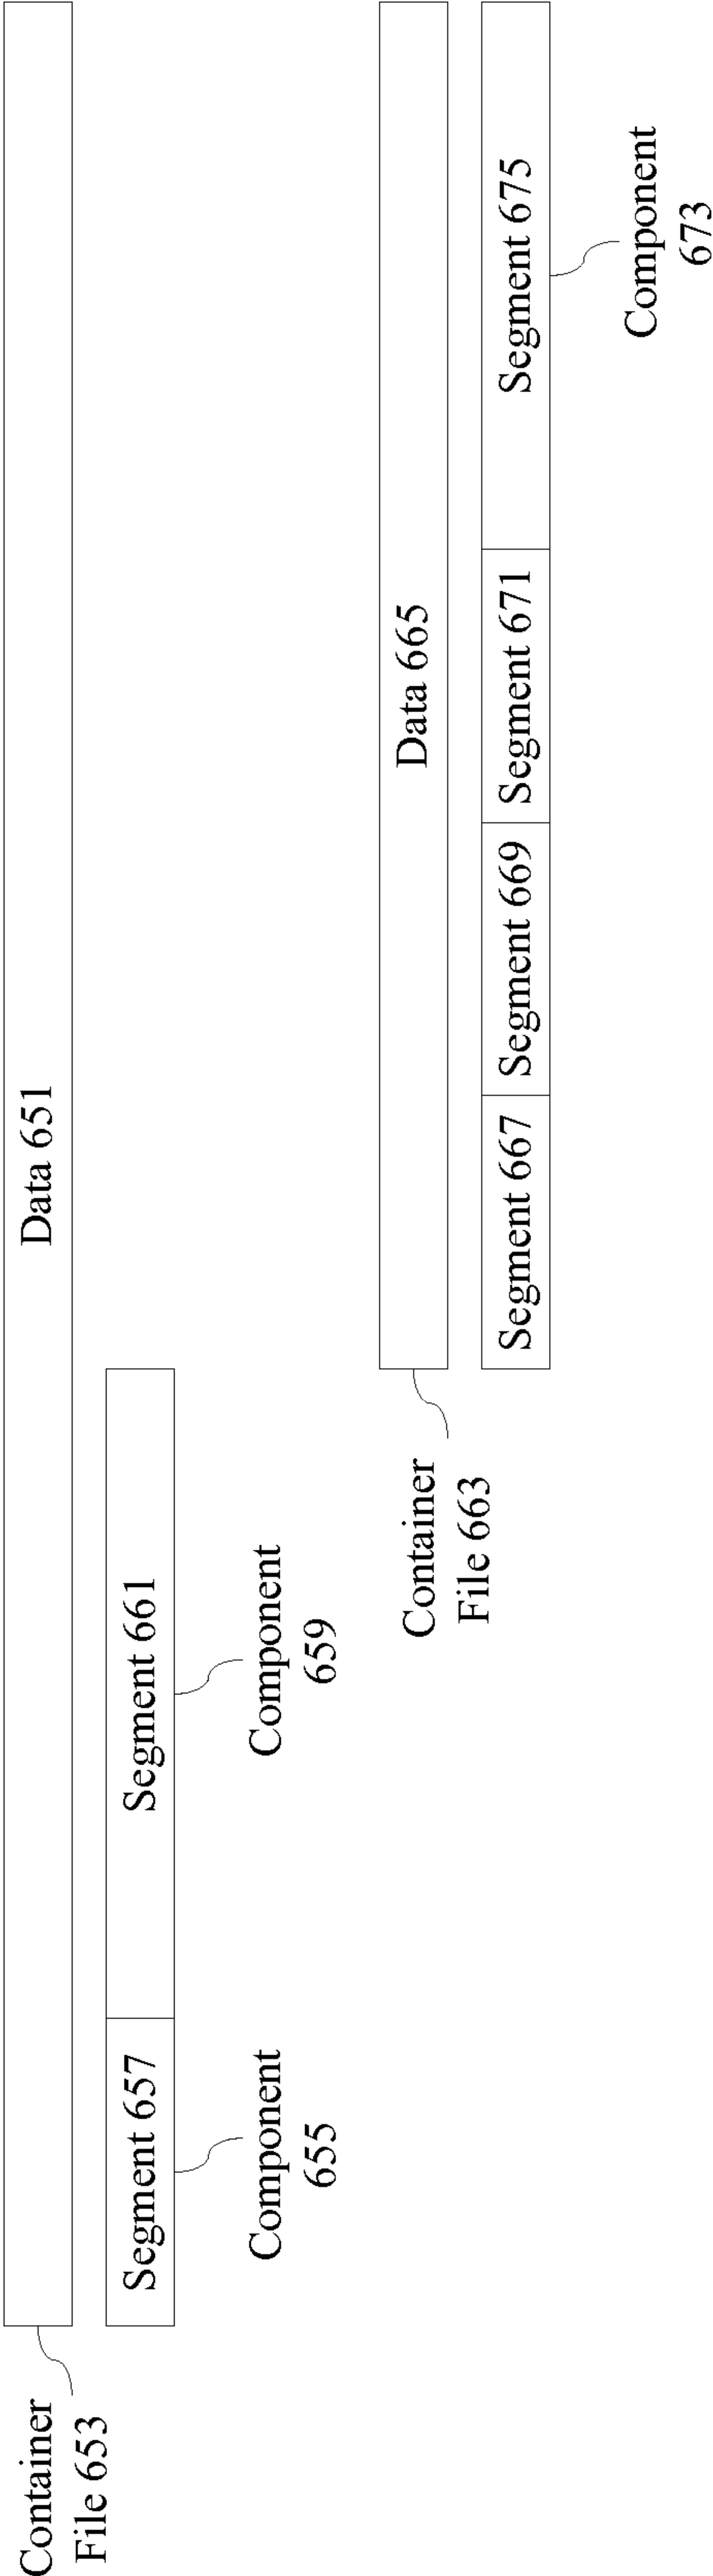 Data 651
Container
File 653
Segment 657
Segment 661
Component
655
Component
659
Data 665
Container
File 663
Segment 667
Segment 669
Segment 671
Segment 675
Component
673